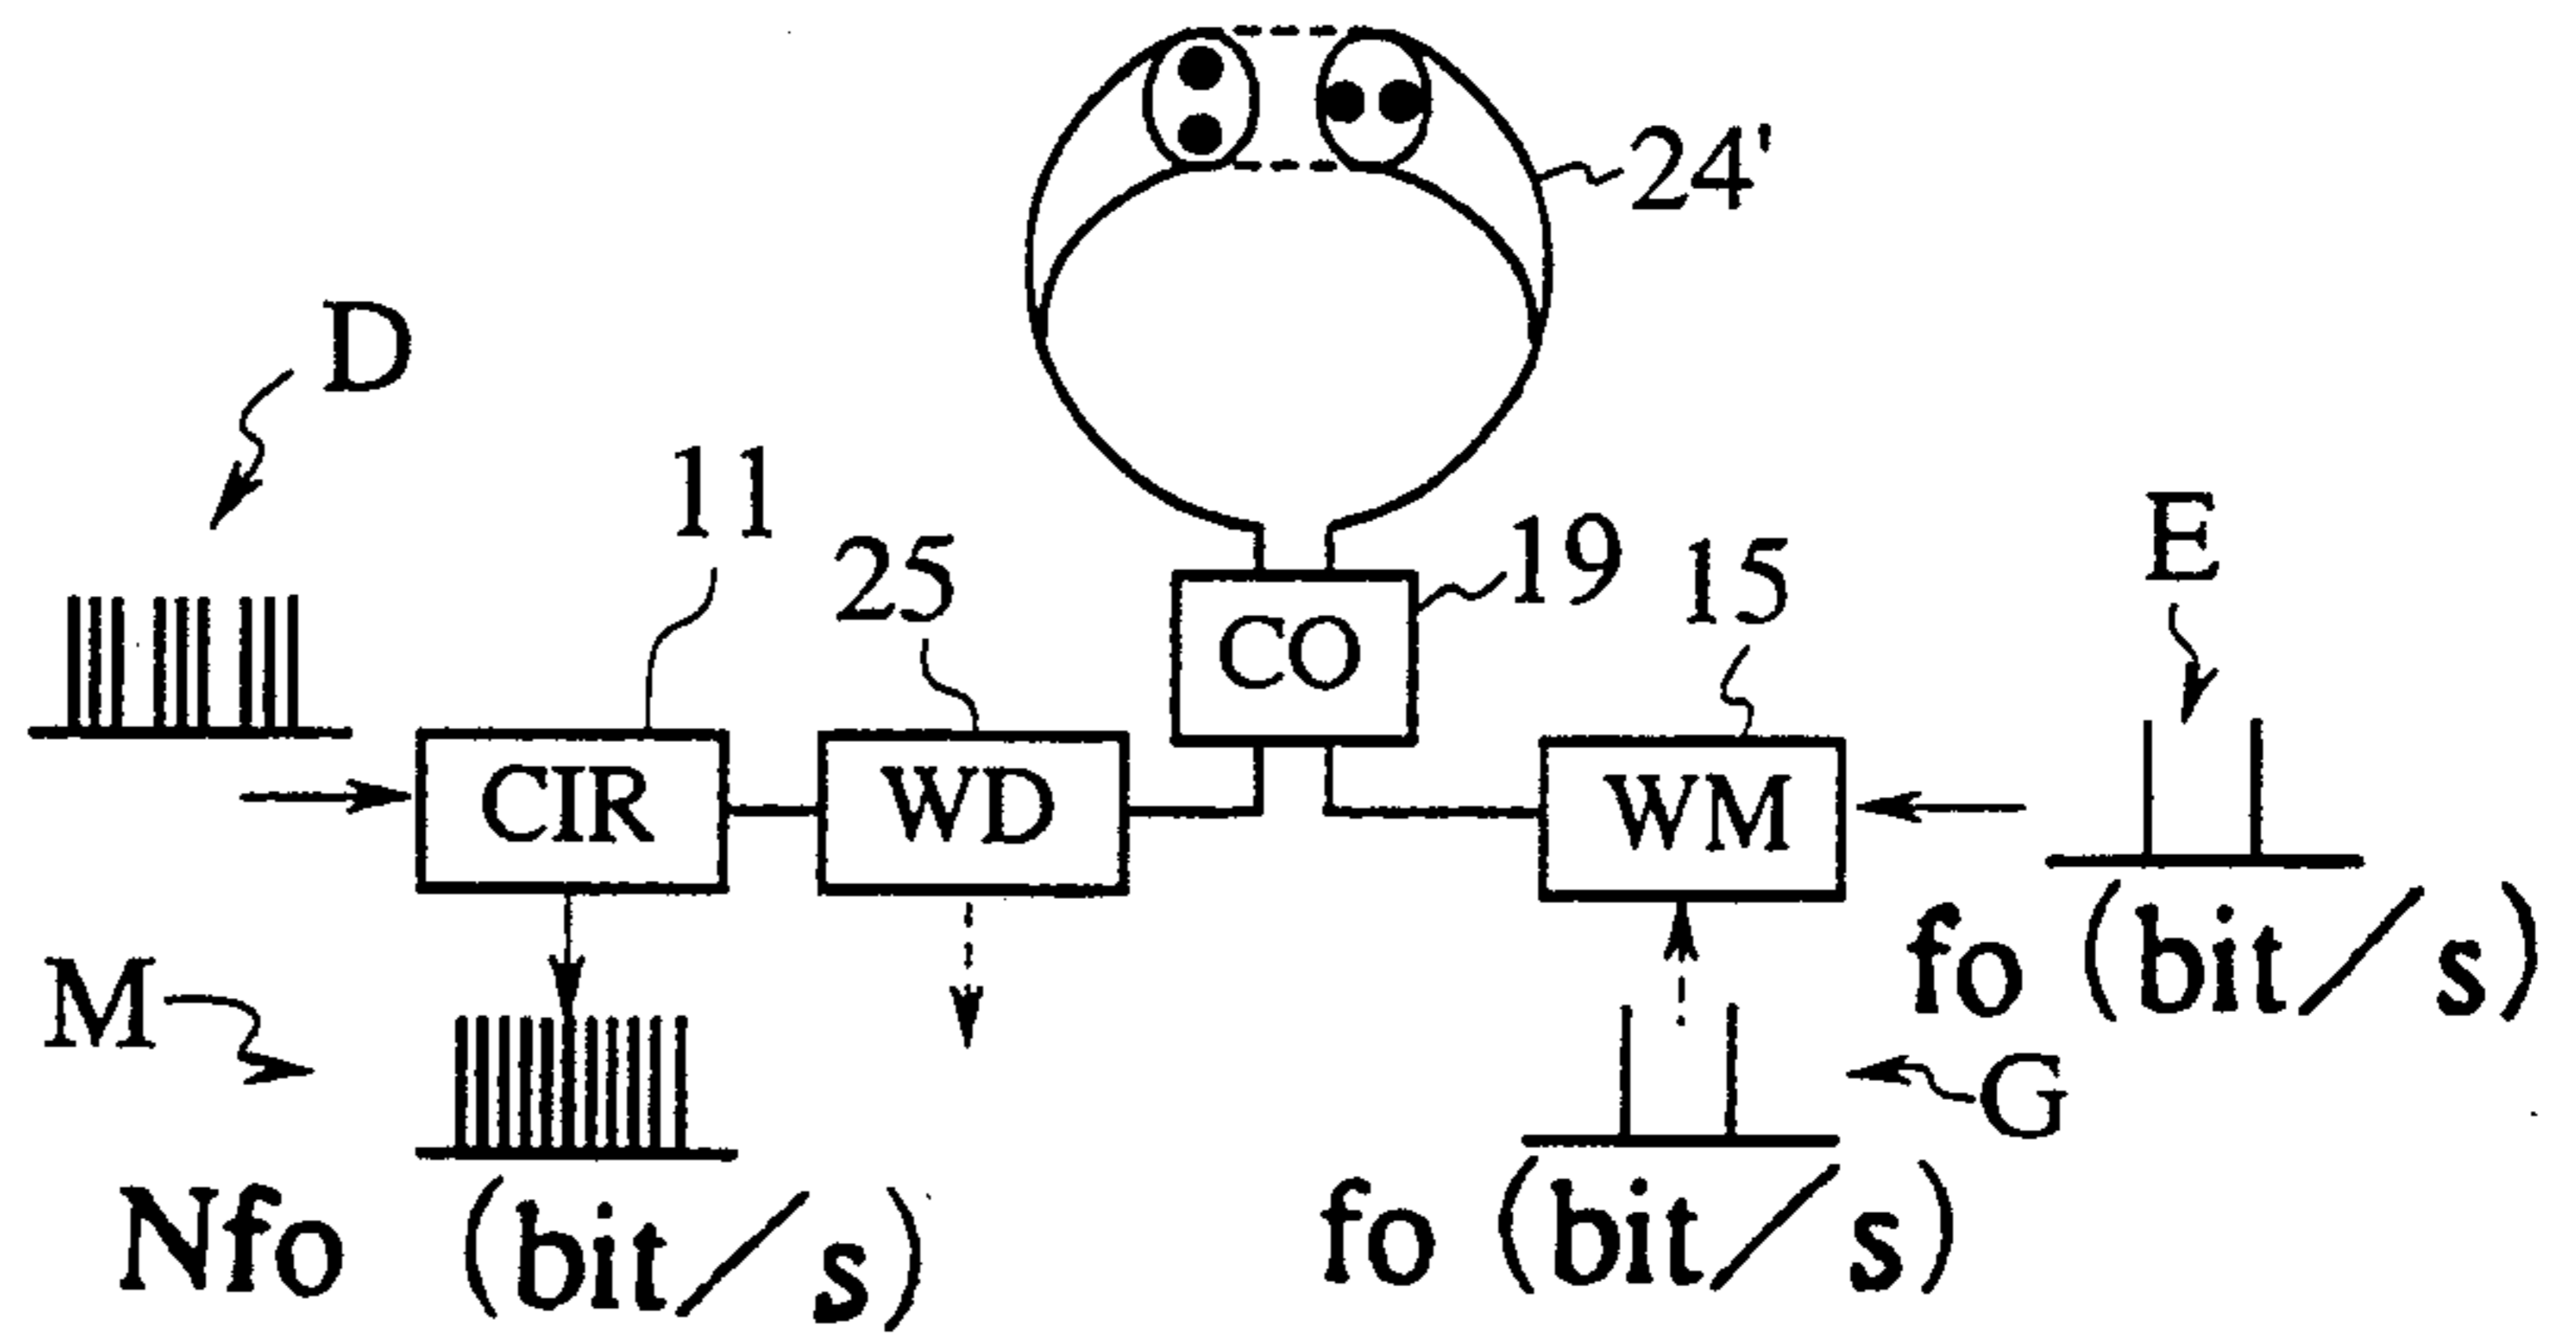 24'
D
11
25
19
15
E
CO
CIR
WD
WM
fo (bit/s)
M
G
Nfo (bit/s)
fo (bit/s)